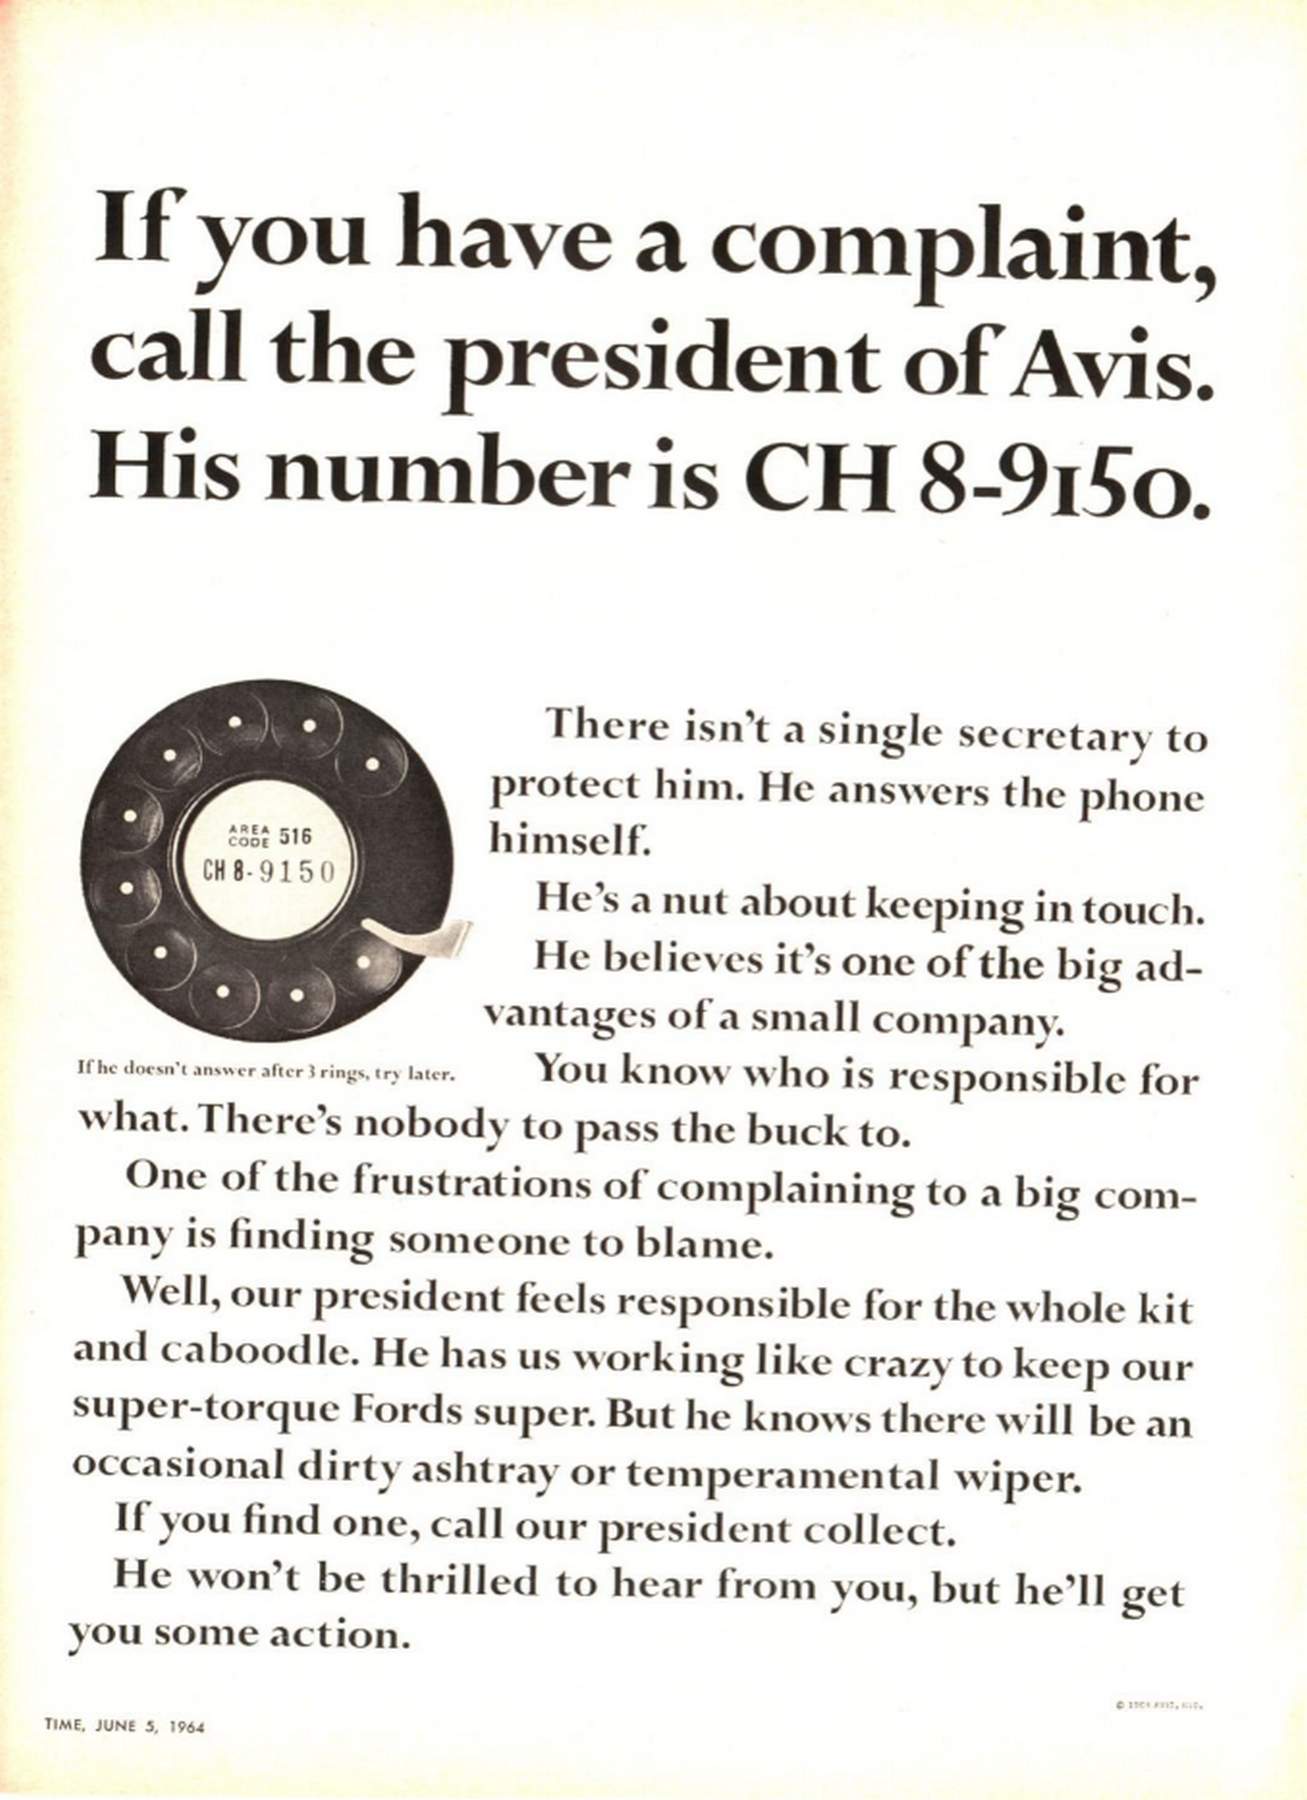 If you have a complaint,
call the president of Avis.
His number is CH 8-9150.
AREA
CODE 516
CH 8-9150
If he doesn't answer after 3 rings, try later.
There isn't a single secretary to
protect him. He answers the phone
himself.
He's a nut about keeping in touch.
He believes it's one of the big ad-
vantages of a small company.
You know who is responsible for
what. There's nobody to pass the buck to.
One of the frustrations of complaining to a big com-
pany is finding someone to blame.
Well, our president feels responsible for the whole kit
and caboodle. He has us working like crazy to keep our
super-torque Fords super. But he knows there will be an
occasional dirty ashtray or temperamental wiper.
If you find one, call our president collect.
He won't be thrilled to hear from you, but he'll get
you some action.
©
TIME, JUNE 5, 1964